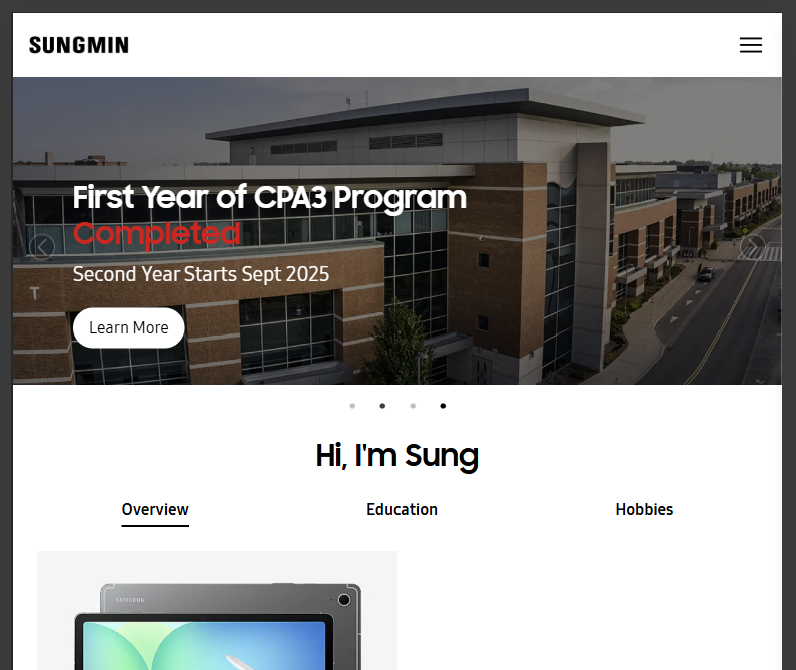 SUNGMIN
First Year of CPA3 Program
Completed
Second Year Starts Sept 2025
Learn More
T
Hi, I'm Sung
Overview
Education
Hobbies
SAMSUNG